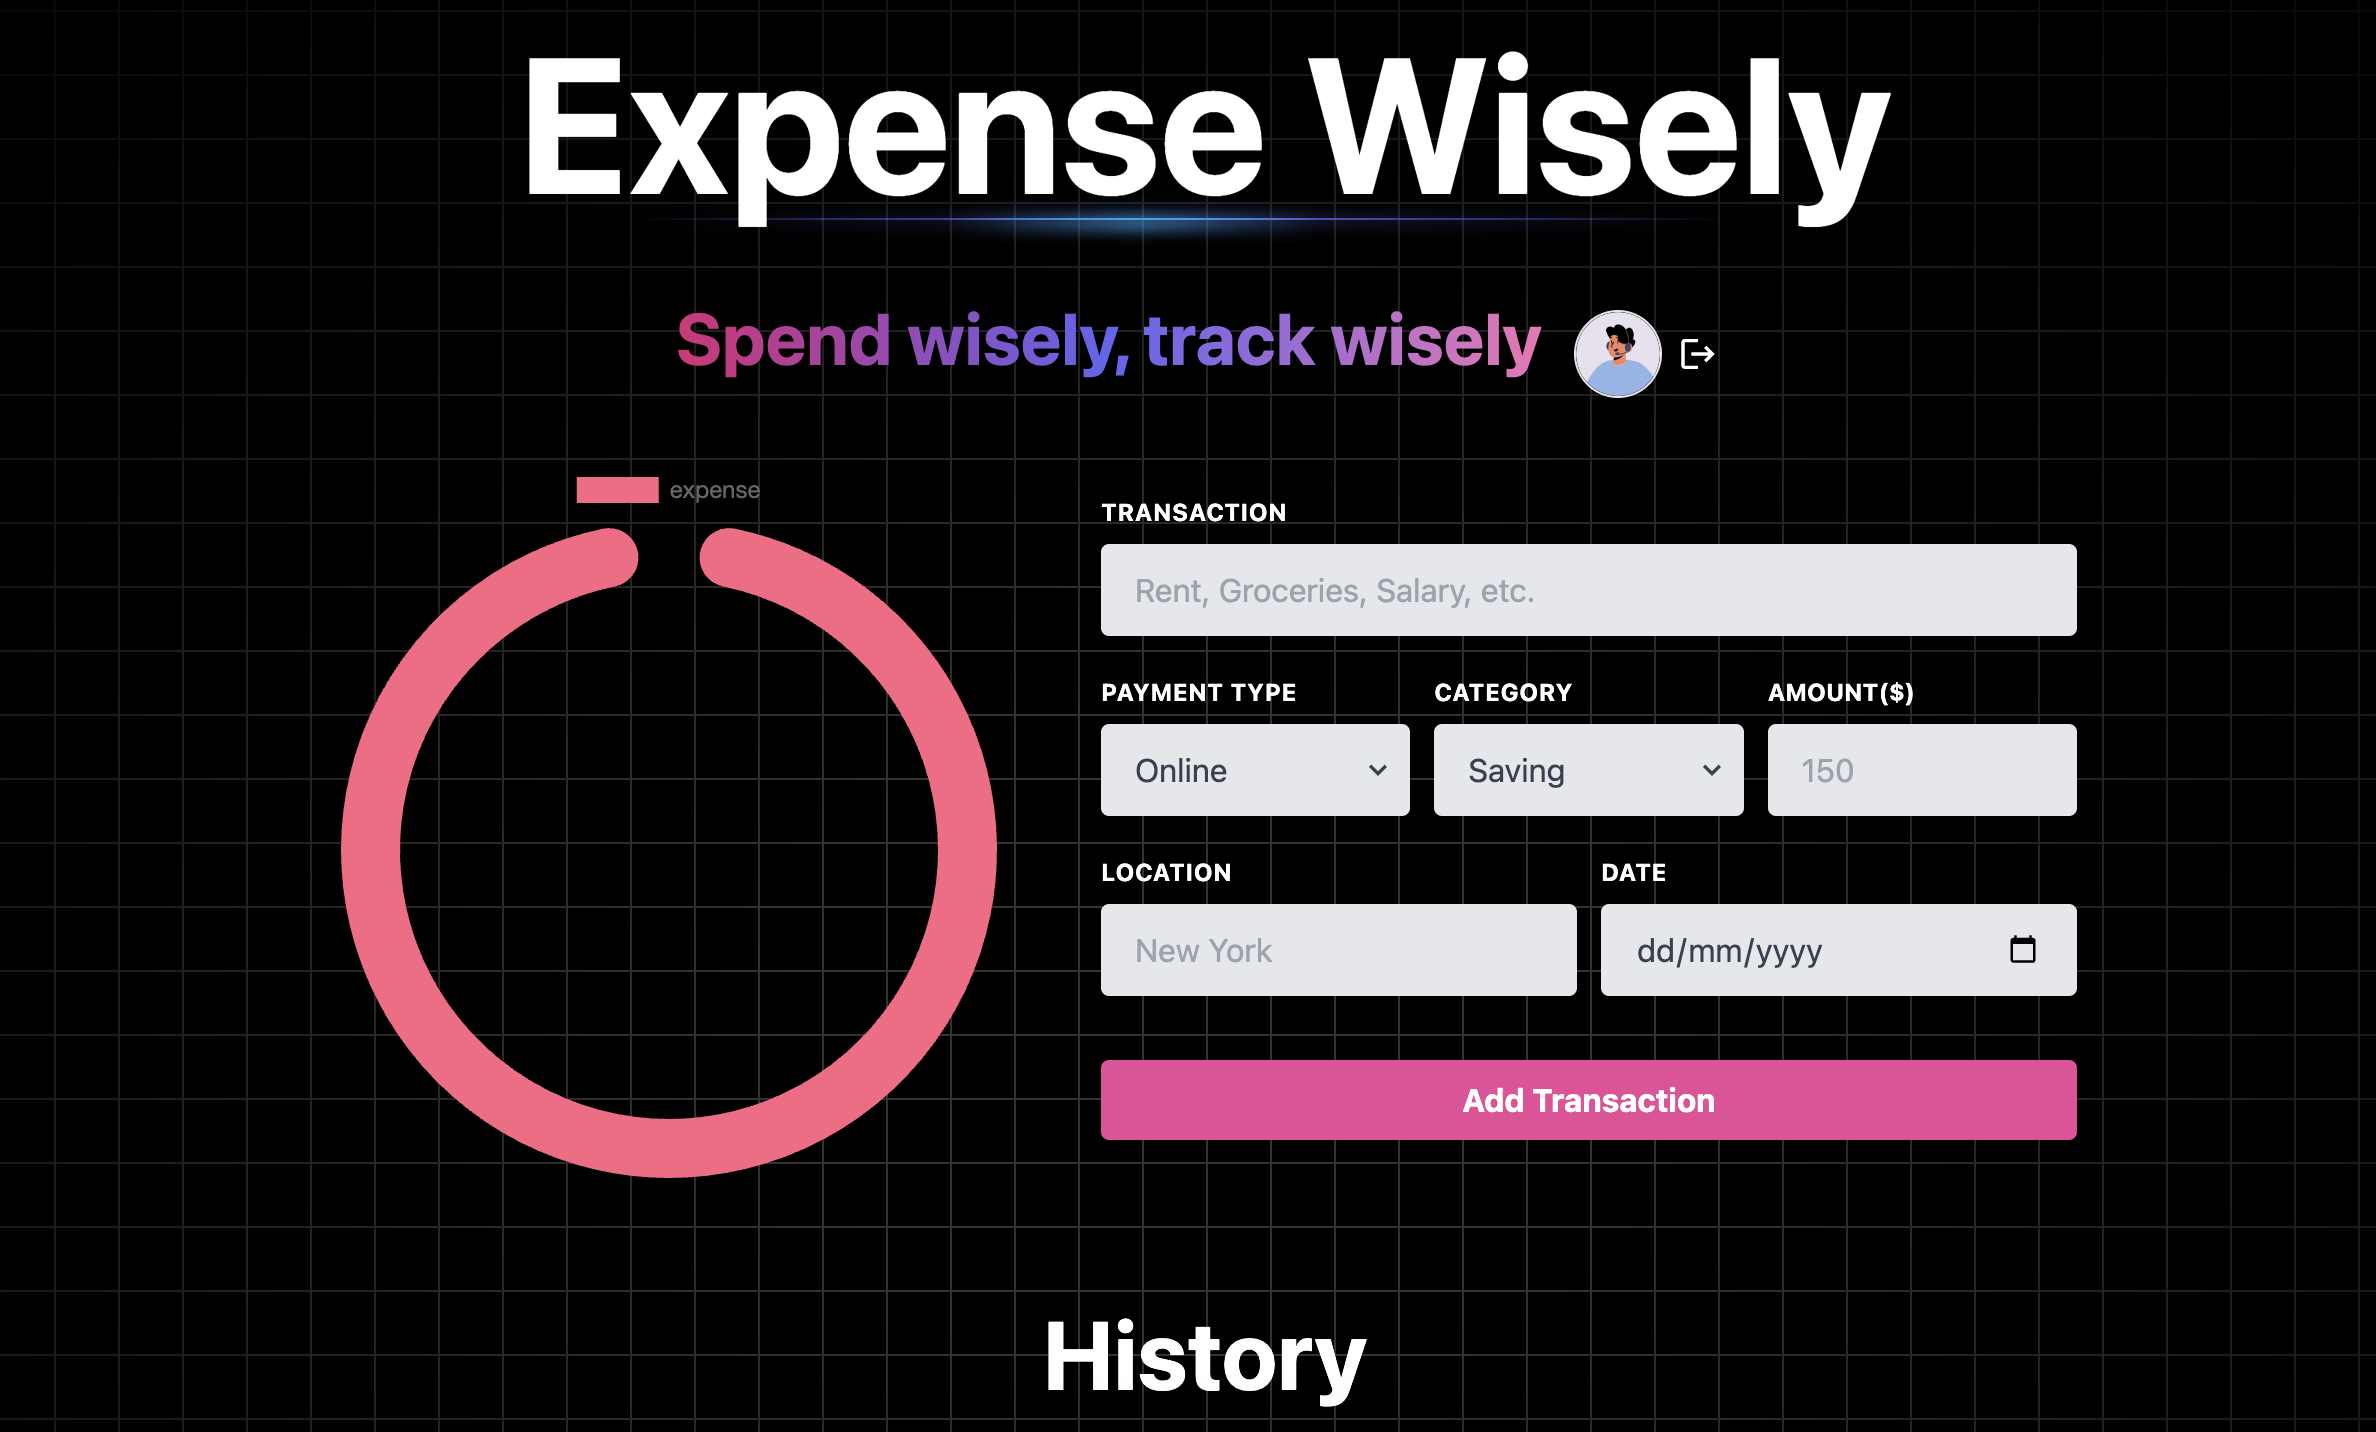 Expense Wisely
Spend wisely, track wisely
expense
TRANSACTION
Rent, Groceries, Salary, etc.
PAYMENT TYPE CATEGORY AMOUNT($)
Online Saving 150
LOCATION DATE
New York dd/mm/yyyy
Add Transaction
History